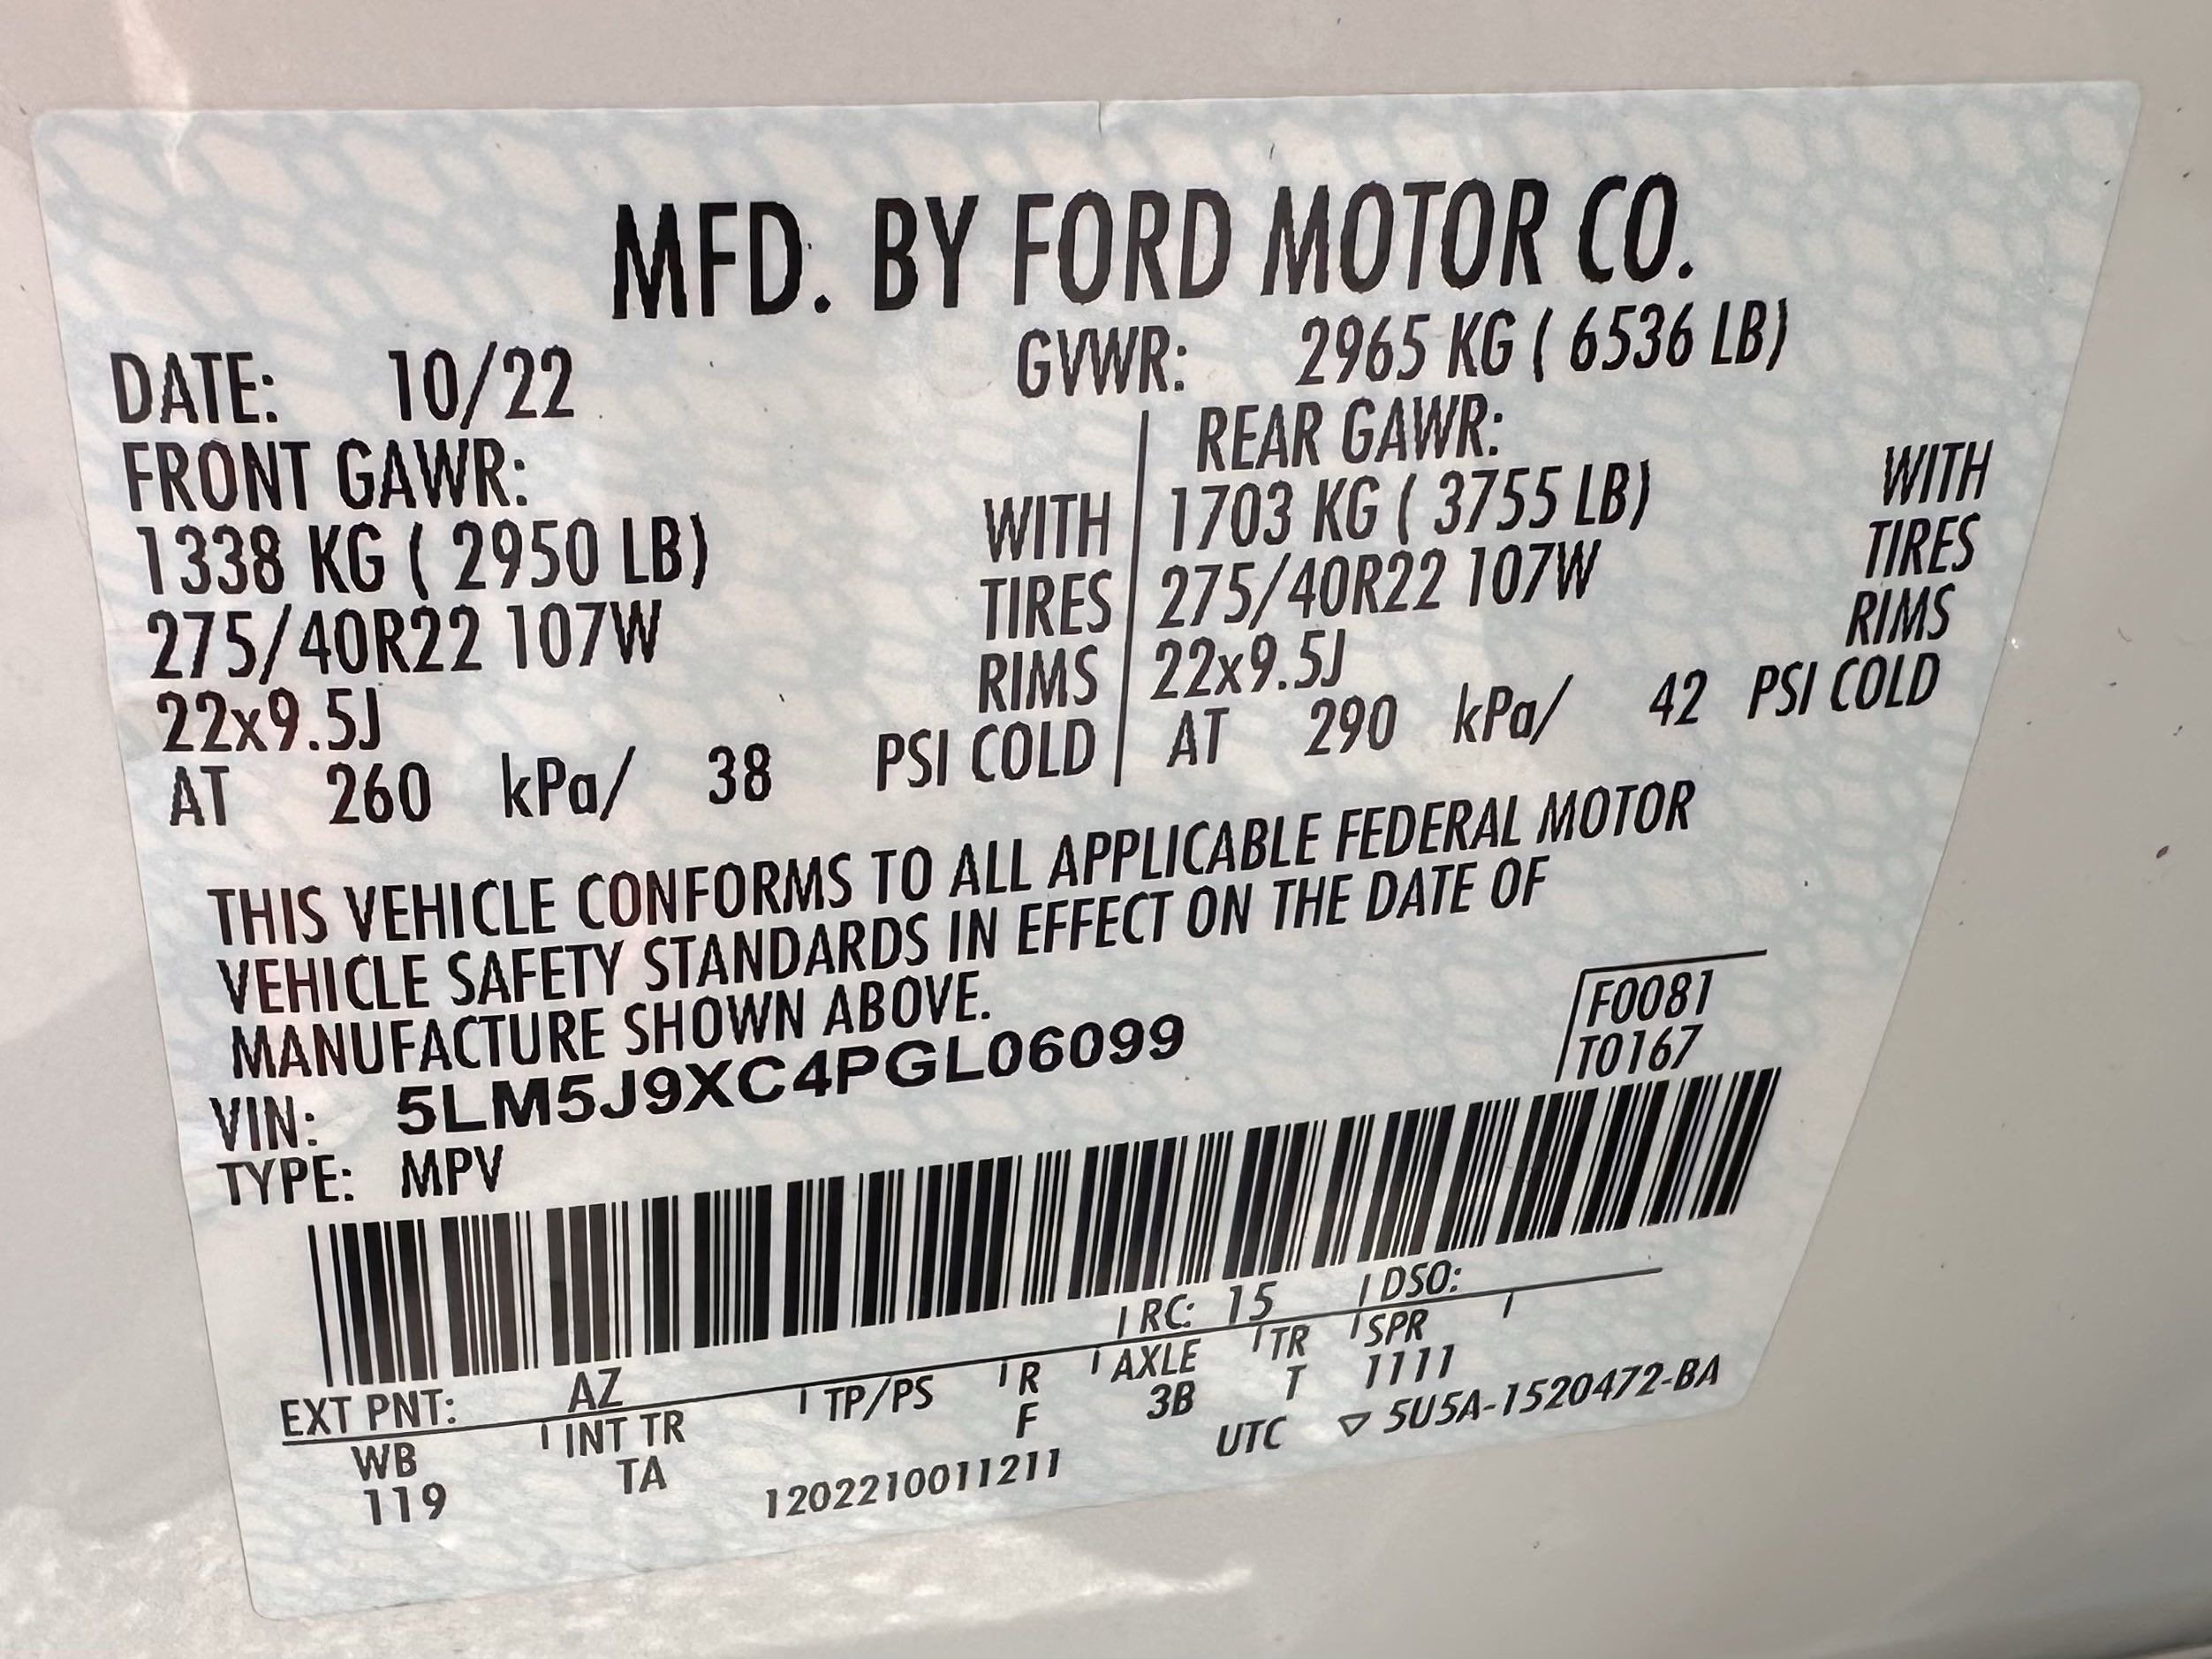 MFD. BY FORD MOTOR CO.
DATE: 10/22 GVWR: 2965 KG ( 6536 LB)
FRONT GAWR: REAR GAWR:
1338 KG ( 2950 LB) WITH 1703 KG ( 3755 LB) WITH
275/40R22 107W TIRES 275/40R22 107W TIRES
22x9.5J RIMS 22x9.5J RIMS
AT 260 kPa/ 38 PSI COLD AT 290 kPa/ 42 PSI COLD
THIS VEHICLE CONFORMS TO ALL APPLICABLE FEDERAL MOTOR
VEHICLE SAFETY STANDARDS IN EFFECT ON THE DATE OF
MANUFACTURE SHOWN ABOVE.
F0081
VIN: 5LM5J9XC4PGL06099 T0167
TYPE: MPV
EXT PNT: AZ RC: 15 DSO:
WB INT TR TP/PS R AXLE TR SPR
119 TA F 3B T 1111
1202210011211 UTC ▽ 5U5A-1520472-BA